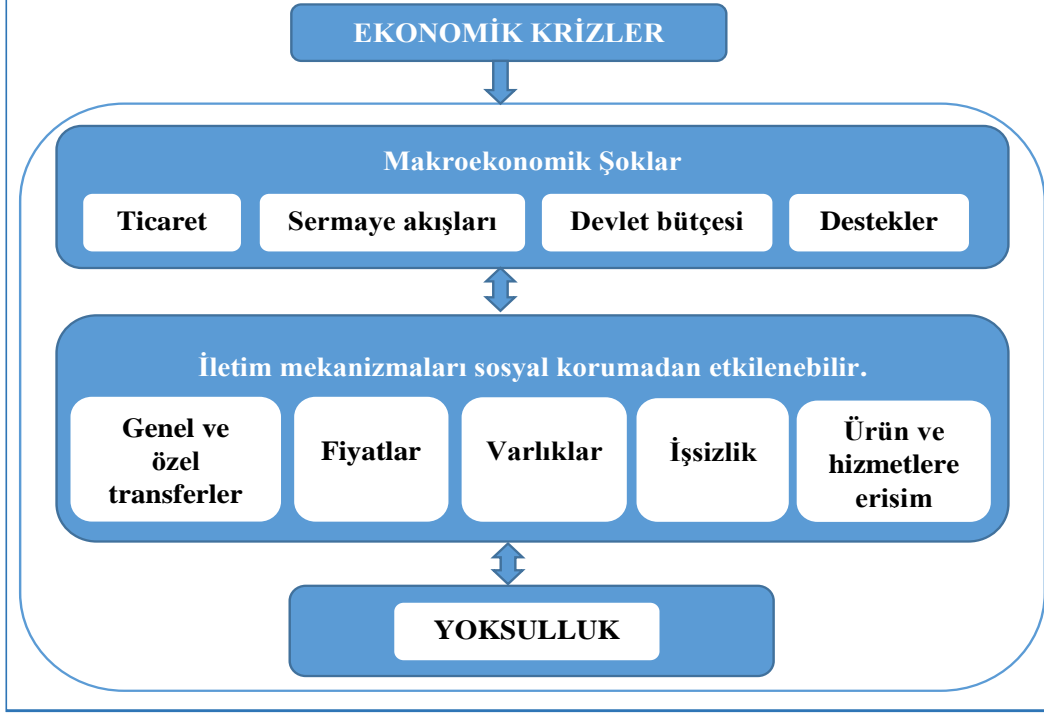 EKONOMİK KRİZLER
Makroekonomik Şoklar
Ticaret
Sermaye akışları
Devlet bütçesi
Destekler
İletim mekanizmaları sosyal korumadan etkilenebilir.
Genel ve
özel
transferler
Fiyatlar
Varlıklar
İşsizlik
Ürün ve
hizmetlere
erisim
YOKSULLUK